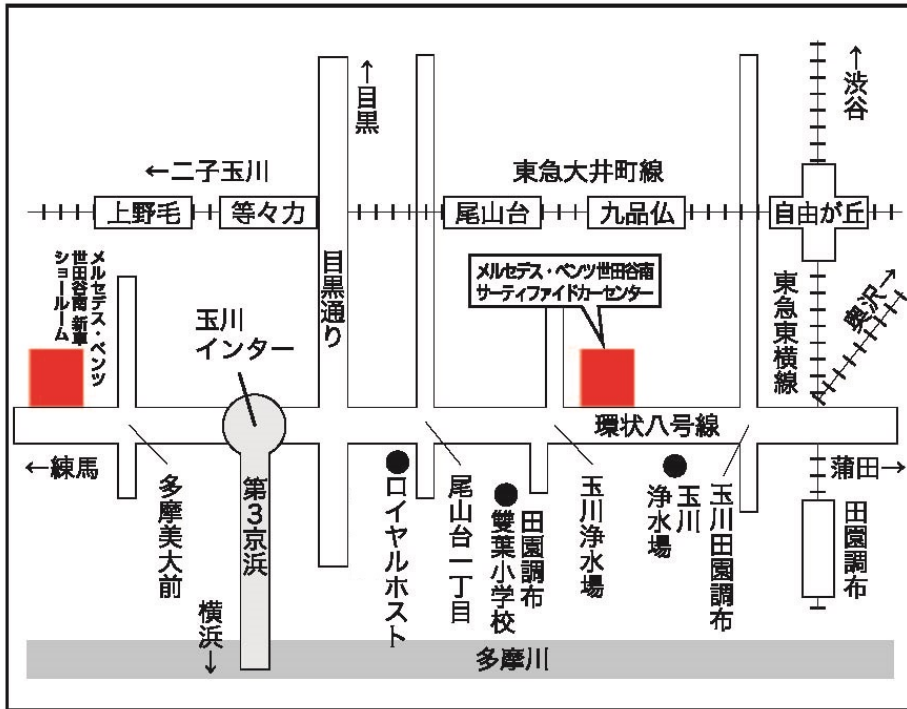 ↑渋谷
↑目黒
←二子玉川
東急大井町線
上野毛
等々力
尾山台
九品仏
自由が丘
メルセデス・ベンツ
世田谷南 新車
ショールーム
玉川
インター
目黒通り
メルセデス・ベンツ世田谷南
サーティファイドカーセンター
東急東横線
奥沢→
環状八号線
←練馬
蒲田→
多摩美大前
第3京浜
横浜→
ロイヤルホスト
尾山台一丁目
田園調布
雙葉小学校
玉川浄水場
玉川
浄水場
玉川田園調布
田園調布
多摩川